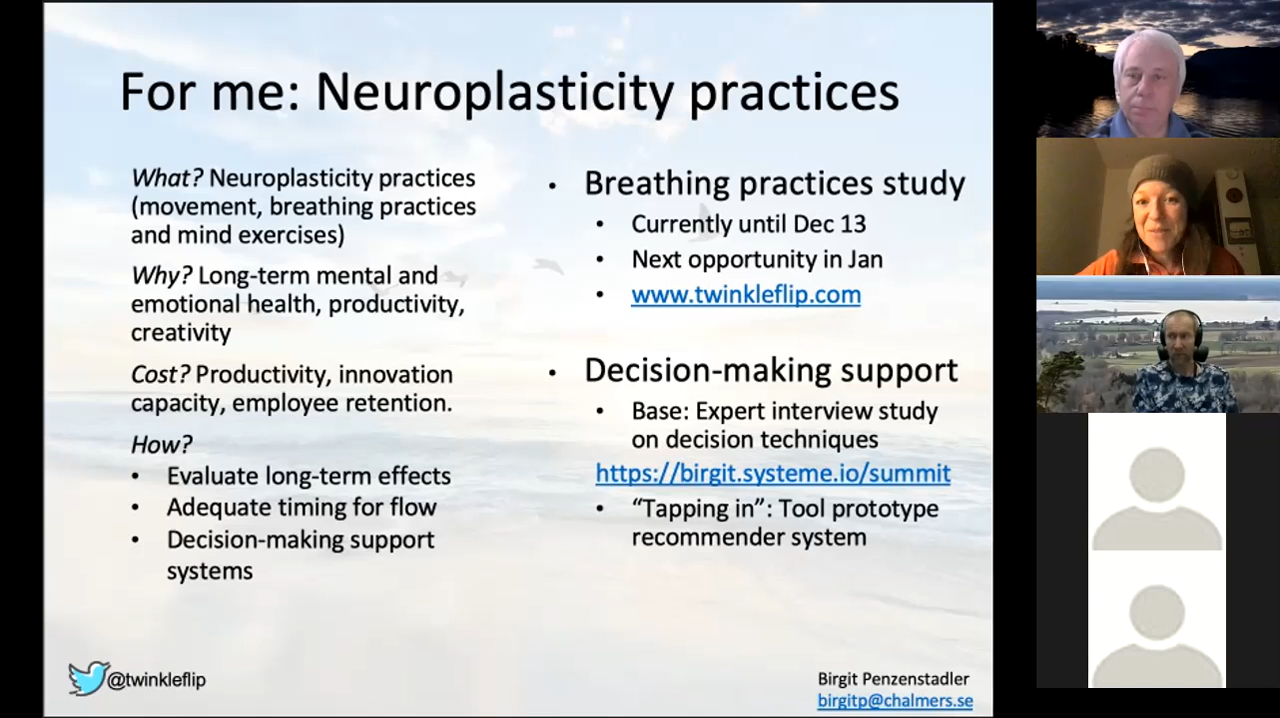 For me: Neuroplasticity practices
What? Neuroplasticity practices
(movement, breathing practices
and mind exercises)
Why? Long-term mental and
emotional health, productivity,
creativity
Cost? Productivity, innovation
capacity, employee retention.
How?
• Evaluate long-term effects
• Adequate timing for flow
• Decision-making support
systems
• Breathing practices study
• Currently until Dec 13
• Next opportunity in Jan
• www.twinkleflip.com
• Decision-making support
• Base: Expert interview study
on decision techniques
https://birgit.systeme.io/summit
• “Tapping in”: Tool prototype
recommender system
@twinkleflip
Birgit Penzenstadler
birgitp@chalmers.se